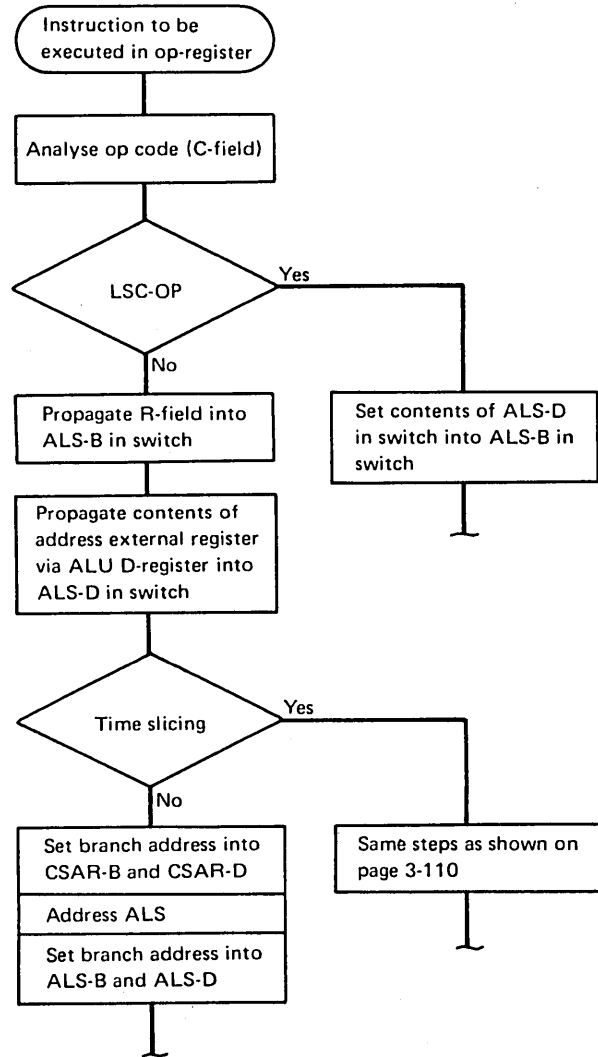 Instruction to be
executed in op-register
Analyse op code (C-field)
LSC-OP
Yes
No
Propagate R-field into
ALS-B in switch
Set contents of ALS-D
in switch into ALS-B in
switch
Propagate contents of
address external register
via ALU D-register into
ALS-D in switch
Time slicing
Yes
No
Set branch address into
CSAR-B and CSAR-D
Address ALS
Set branch address into
ALS-B and ALS-D
Same steps as shown on
page 3-110